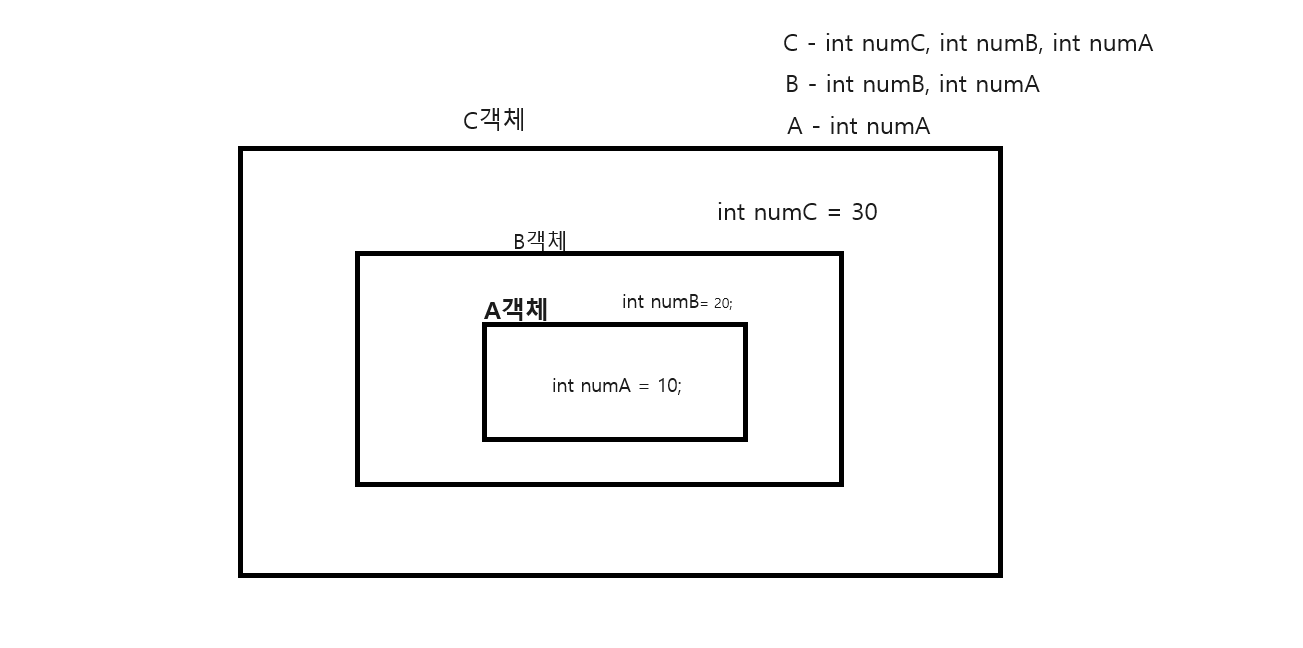 C - int numC, int numB, int numA
B - int numB, int numA
A - int numA
C객체
int numC = 30
B객체
int numB= 20;
A객체
int numA = 10;